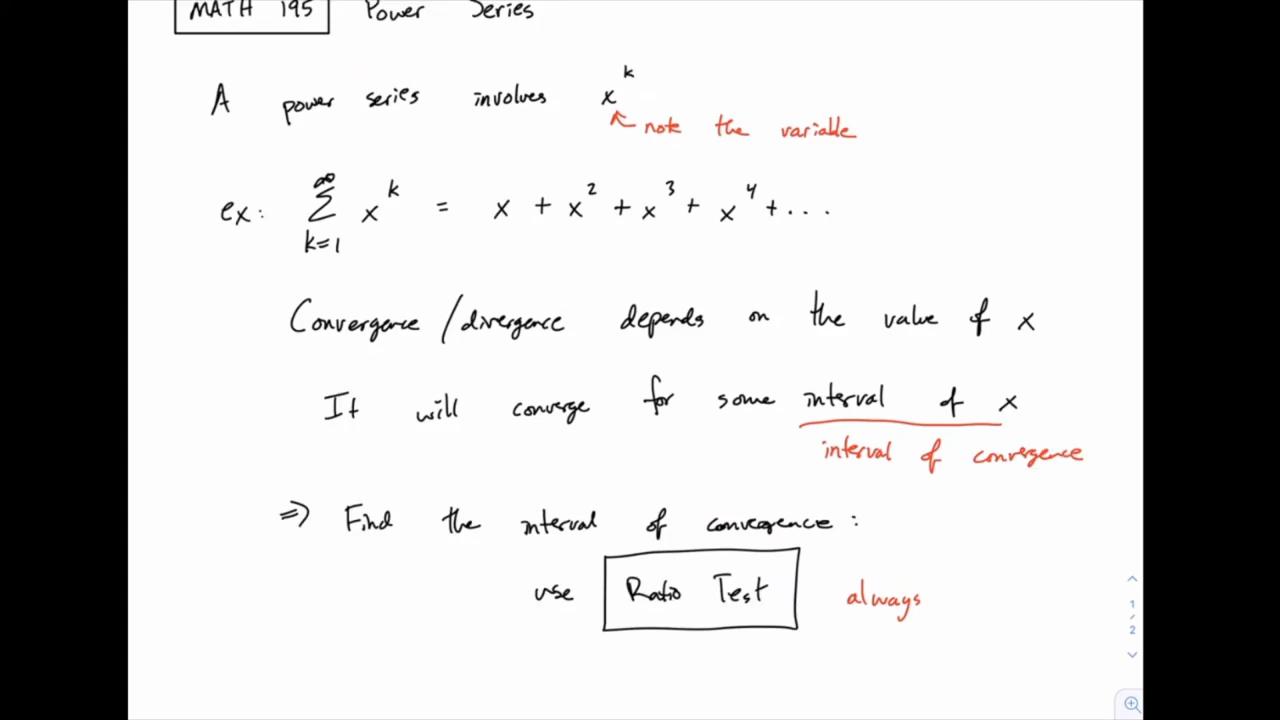 MATH 195 Power Series
A power series involves x^k
note the variable
ex: ∑_{k=1}^{∞} x^k = x + x^2 + x^3 + x^4 + ...
Convergence/divergence depends on the value of x
It will converge for some interval of x
interval of convergence
⇒ Find the interval of convergence:
use Ratio Test always
1
/
2